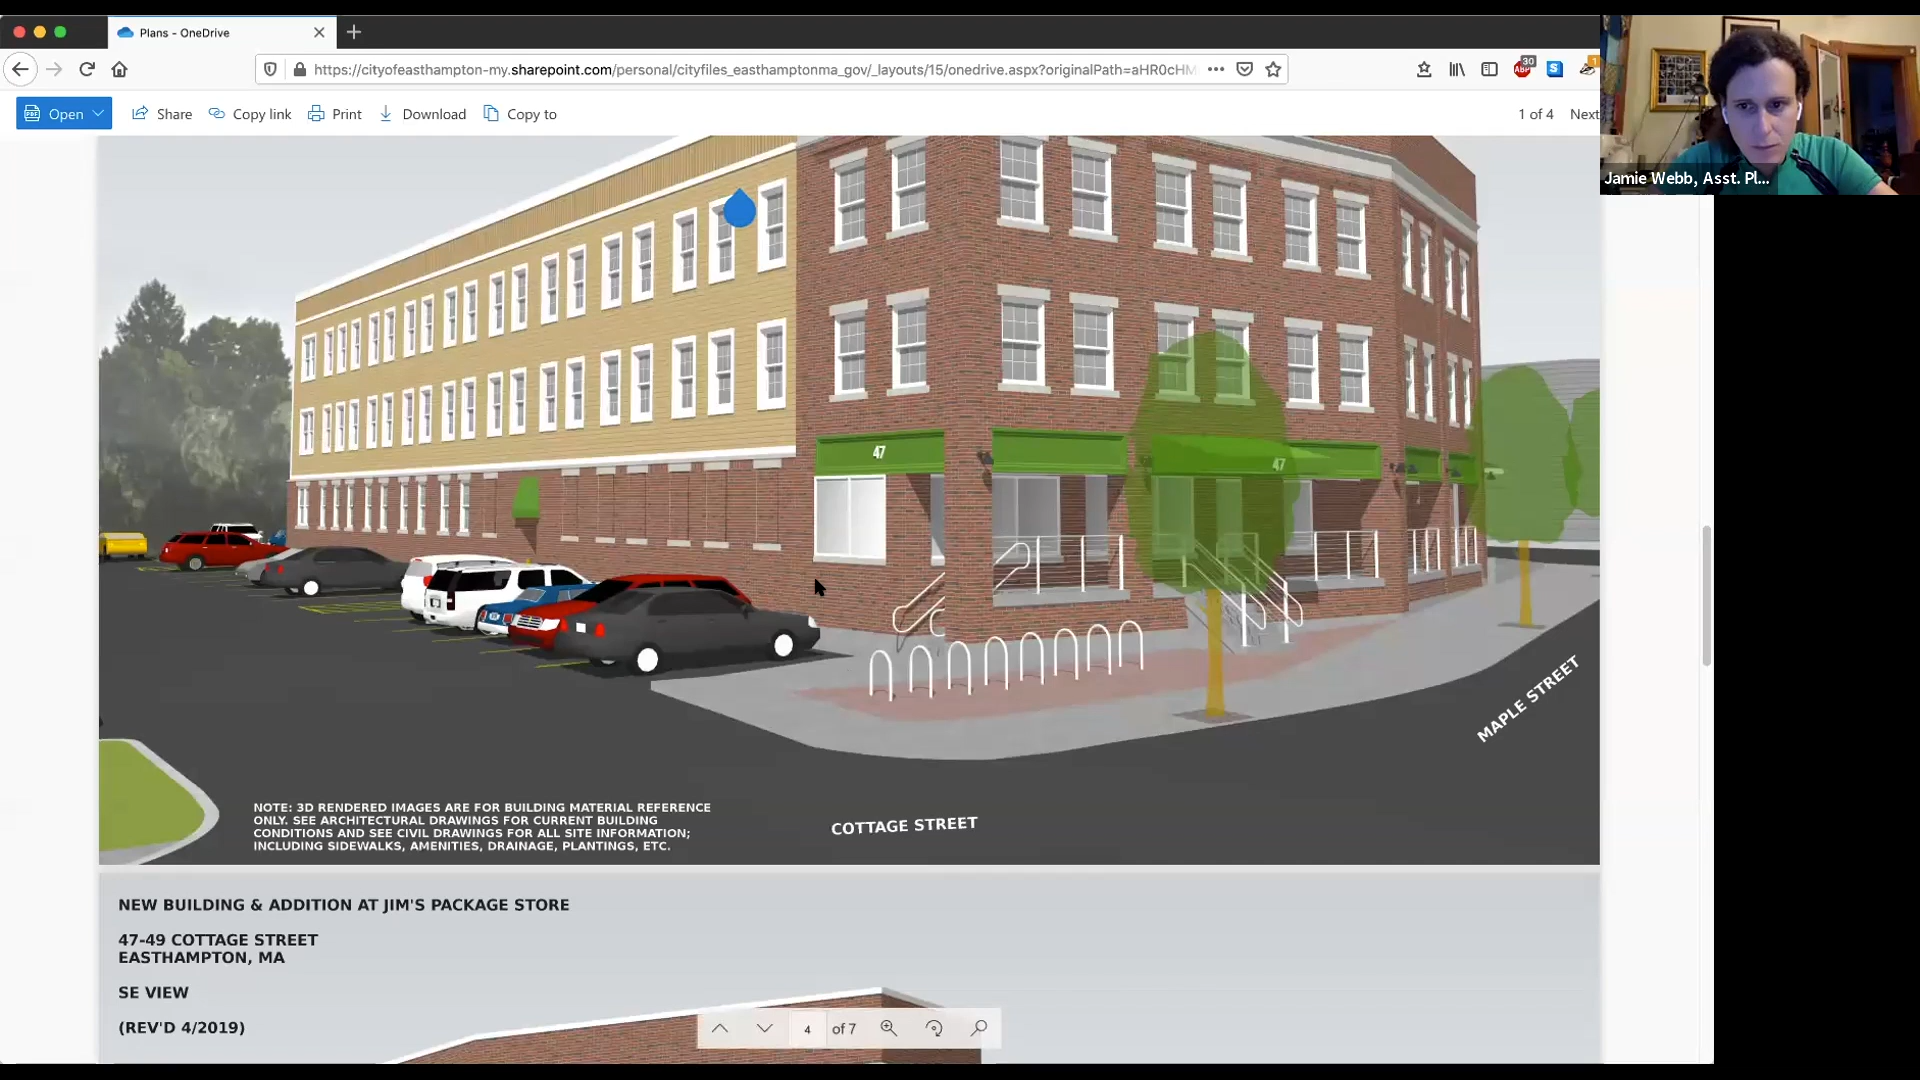 Plans - OneDrive
https://cityofeasthampton-my.sharepoint.com/personal/cityfiles_easthamptonma_gov/_layouts/15/onedrive.aspx?originalPath=aHR0cHM
30
1
Open
Share
Copy link
Print
Download
Copy to
1 of 4
Next
Jamie Webb, Asst. Pl...
47
47
MAPLE STREET
COTTAGE STREET
NOTE: 3D RENDERED IMAGES ARE FOR BUILDING MATERIAL REFERENCE
ONLY. SEE ARCHITECTURAL DRAWINGS FOR CURRENT BUILDING
CONDITIONS AND SEE CIVIL DRAWINGS FOR ALL SITE INFORMATION;
INCLUDING SIDEWALKS, AMENITIES, DRAINAGE, PLANTINGS, ETC.
NEW BUILDING & ADDITION AT JIM'S PACKAGE STORE
47-49 COTTAGE STREET
EASTHAMPTON, MA
SE VIEW
(REV'D 4/2019)
4 of 7